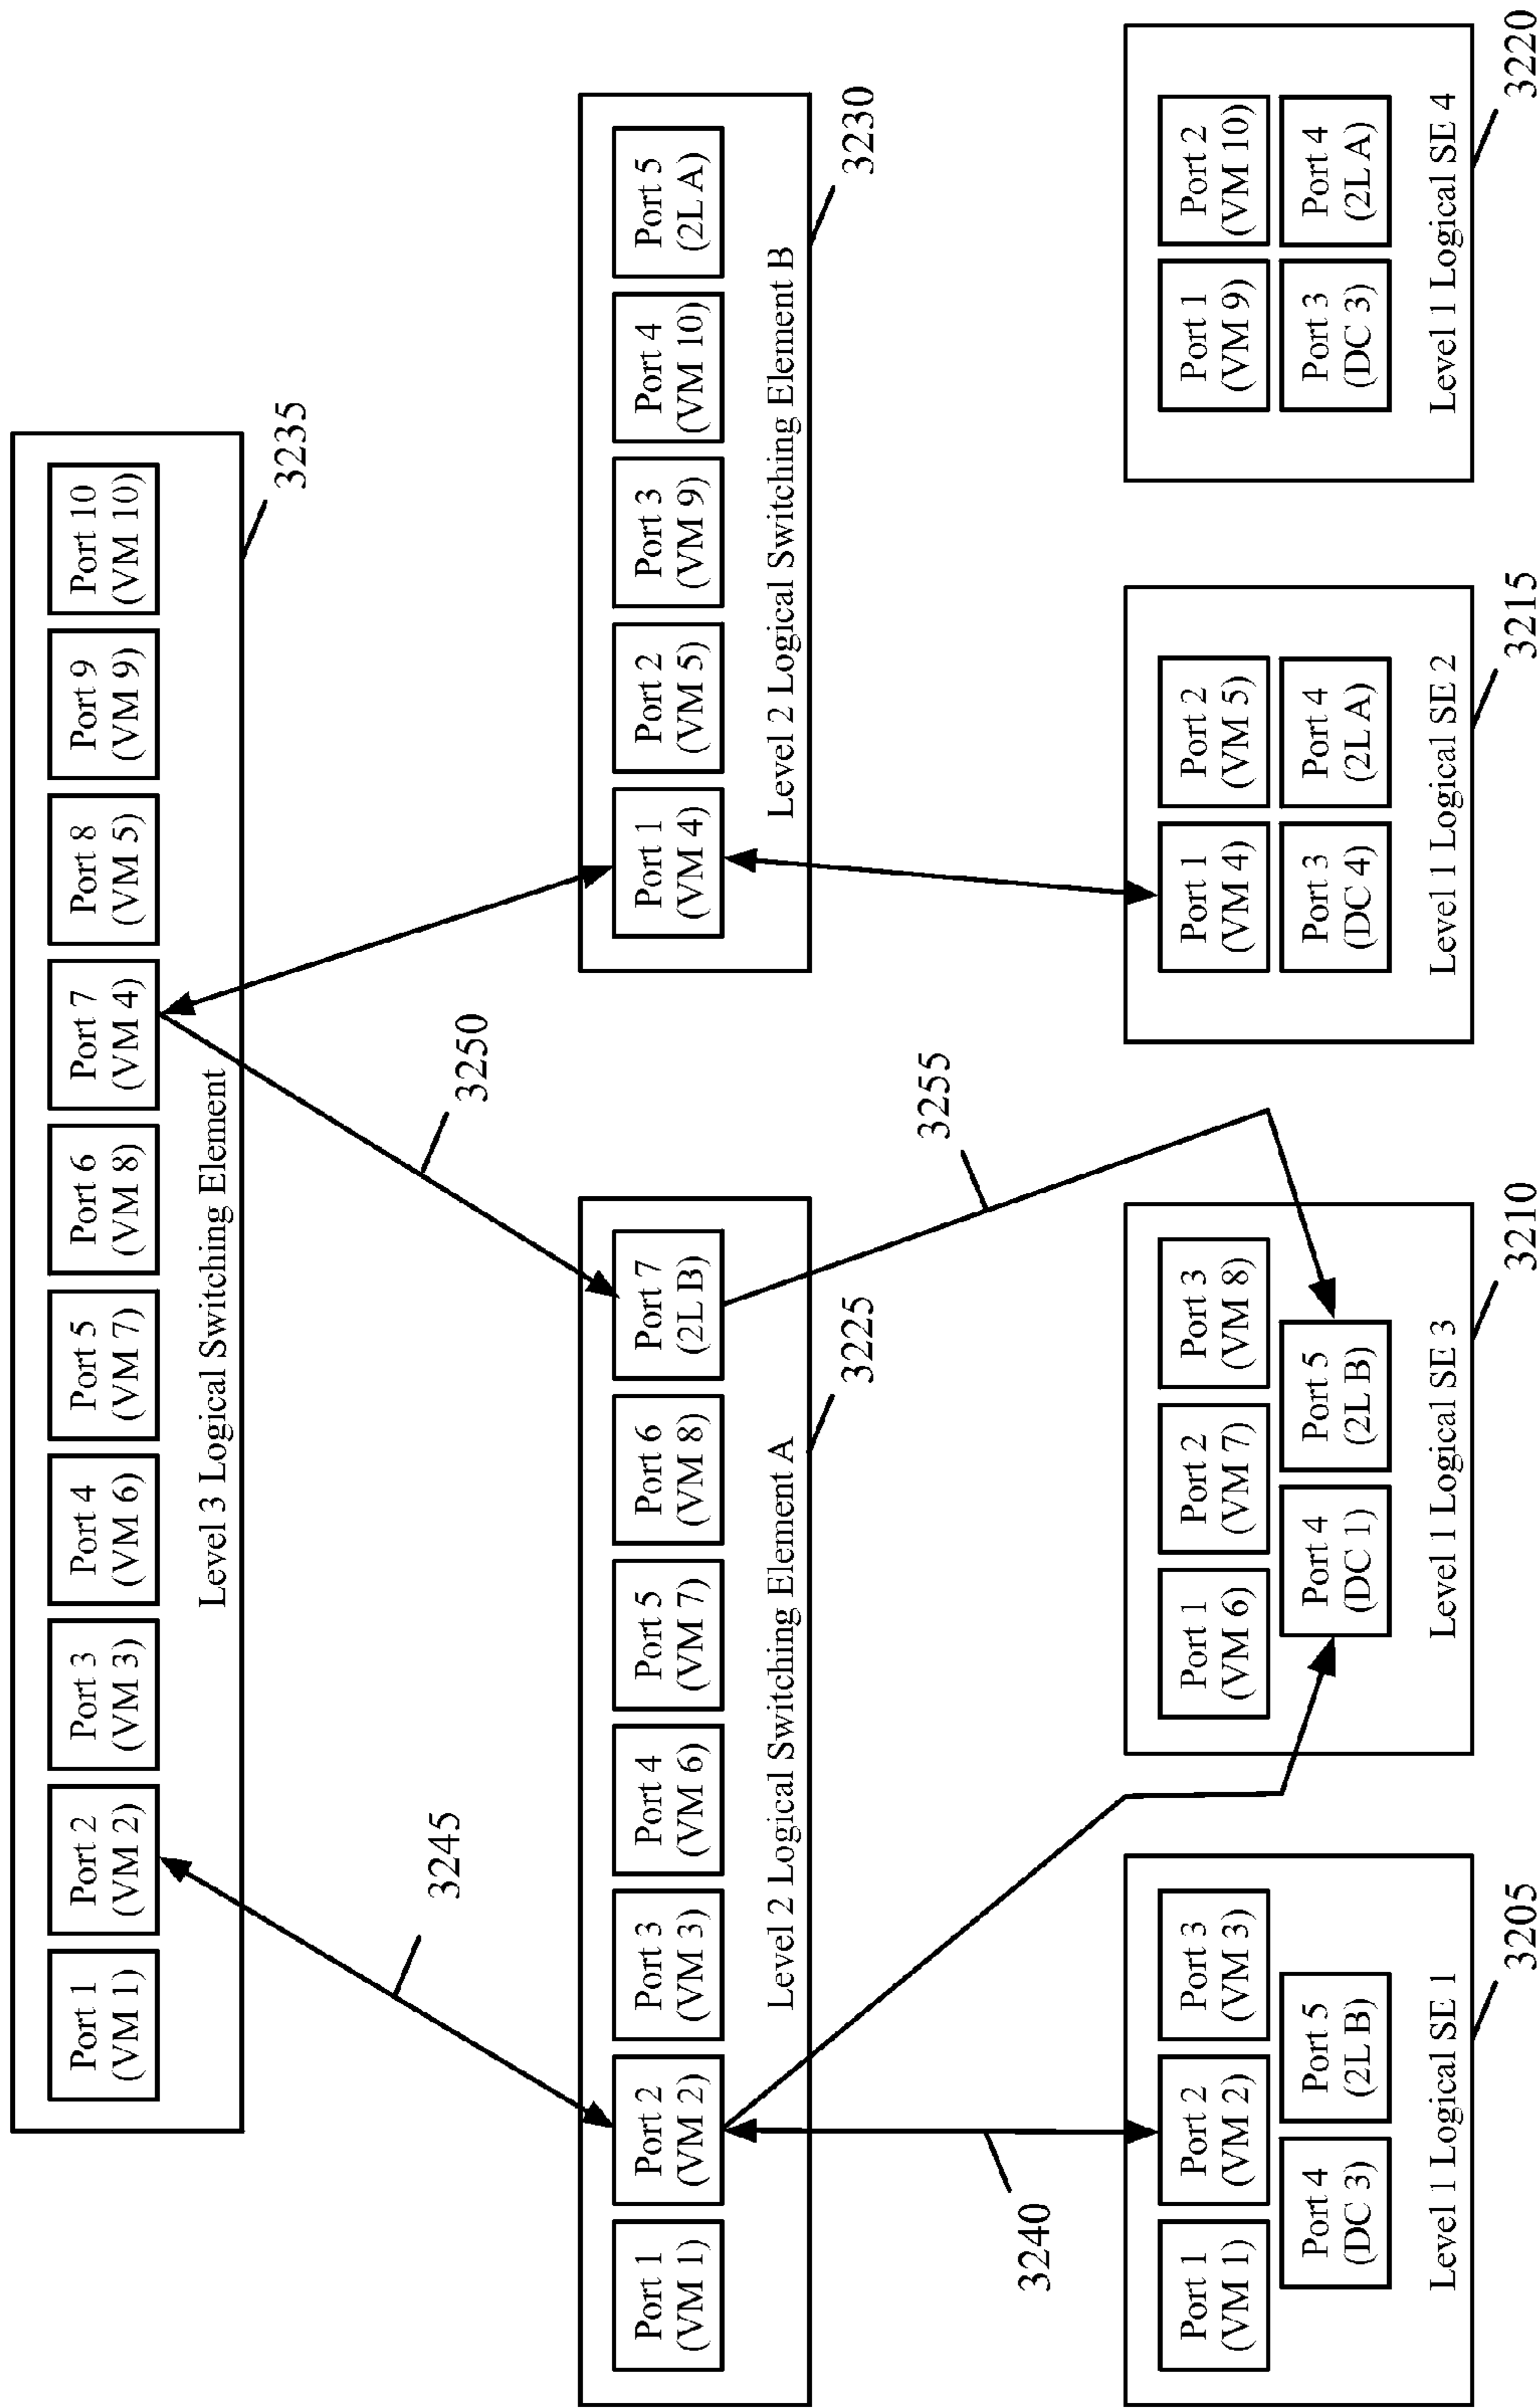 Port 1
(VM 1)
Port 2
(VM 2)
Port 3
(VM 3)
Port 4
(VM 6)
Port 5
(VM 7)
Port 6
(VM 8)
Port 7
(VM 4)
Port 8
(VM 5)
Port 9
(VM 9)
Port 10
(VM 10)
Level 3 Logical Switching Element
3235
3245
3250
Port 1
(VM 1)
Port 2
(VM 2)
Port 3
(VM 3)
Port 4
(VM 6)
Port 5
(VM 7)
Port 6
(VM 8)
Port 7
(2L B)
Level 2 Logical Switching Element A
3225
Port 1
(VM 4)
Port 2
(VM 5)
Port 3
(VM 9)
Port 4
(VM 10)
Port 5
(2L A)
Level 2 Logical Switching Element B
3230
3240
3255
Port 1
(VM 1)
Port 2
(VM 2)
Port 3
(VM 3)
Port 4
(DC 3)
Port 5
(2L B)
Level 1 Logical SE 1
3205
Port 1
(VM 6)
Port 2
(VM 7)
Port 3
(VM 8)
Port 4
(DC 1)
Port 5
(2L B)
Level 1 Logical SE 3
3210
Port 1
(VM 4)
Port 2
(VM 5)
Port 3
(DC 4)
Port 4
(2L A)
Level 1 Logical SE 2
3215
Port 1
(VM 9)
Port 2
(VM 10)
Port 3
(DC 3)
Port 4
(2L A)
Level 1 Logical SE 4
3220